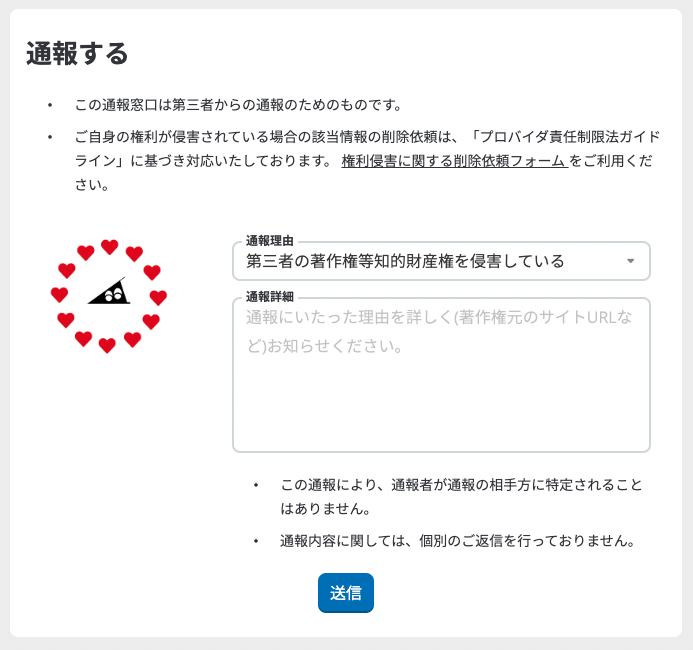 通報する
• この通報窓口は第三者からの通報のためのものです。
• ご自身の権利が侵害されている場合の該当情報の削除依頼は、「プロバイダ責任制限法ガイド
ライン」に基づき対応いたしております。 権利侵害に関する削除依頼フォーム をご利用くだ
さい。
通報理由
第三者の著作権等知的財産権を侵害している
通報詳細
通報にいたった理由を詳しく(著作権元のサイトURLな
ど)お知らせください。
• この通報により、通報者が通報の相手方に特定されること
はありません。
• 通報内容に関しては、個別のご返信を行っておりません。
送信